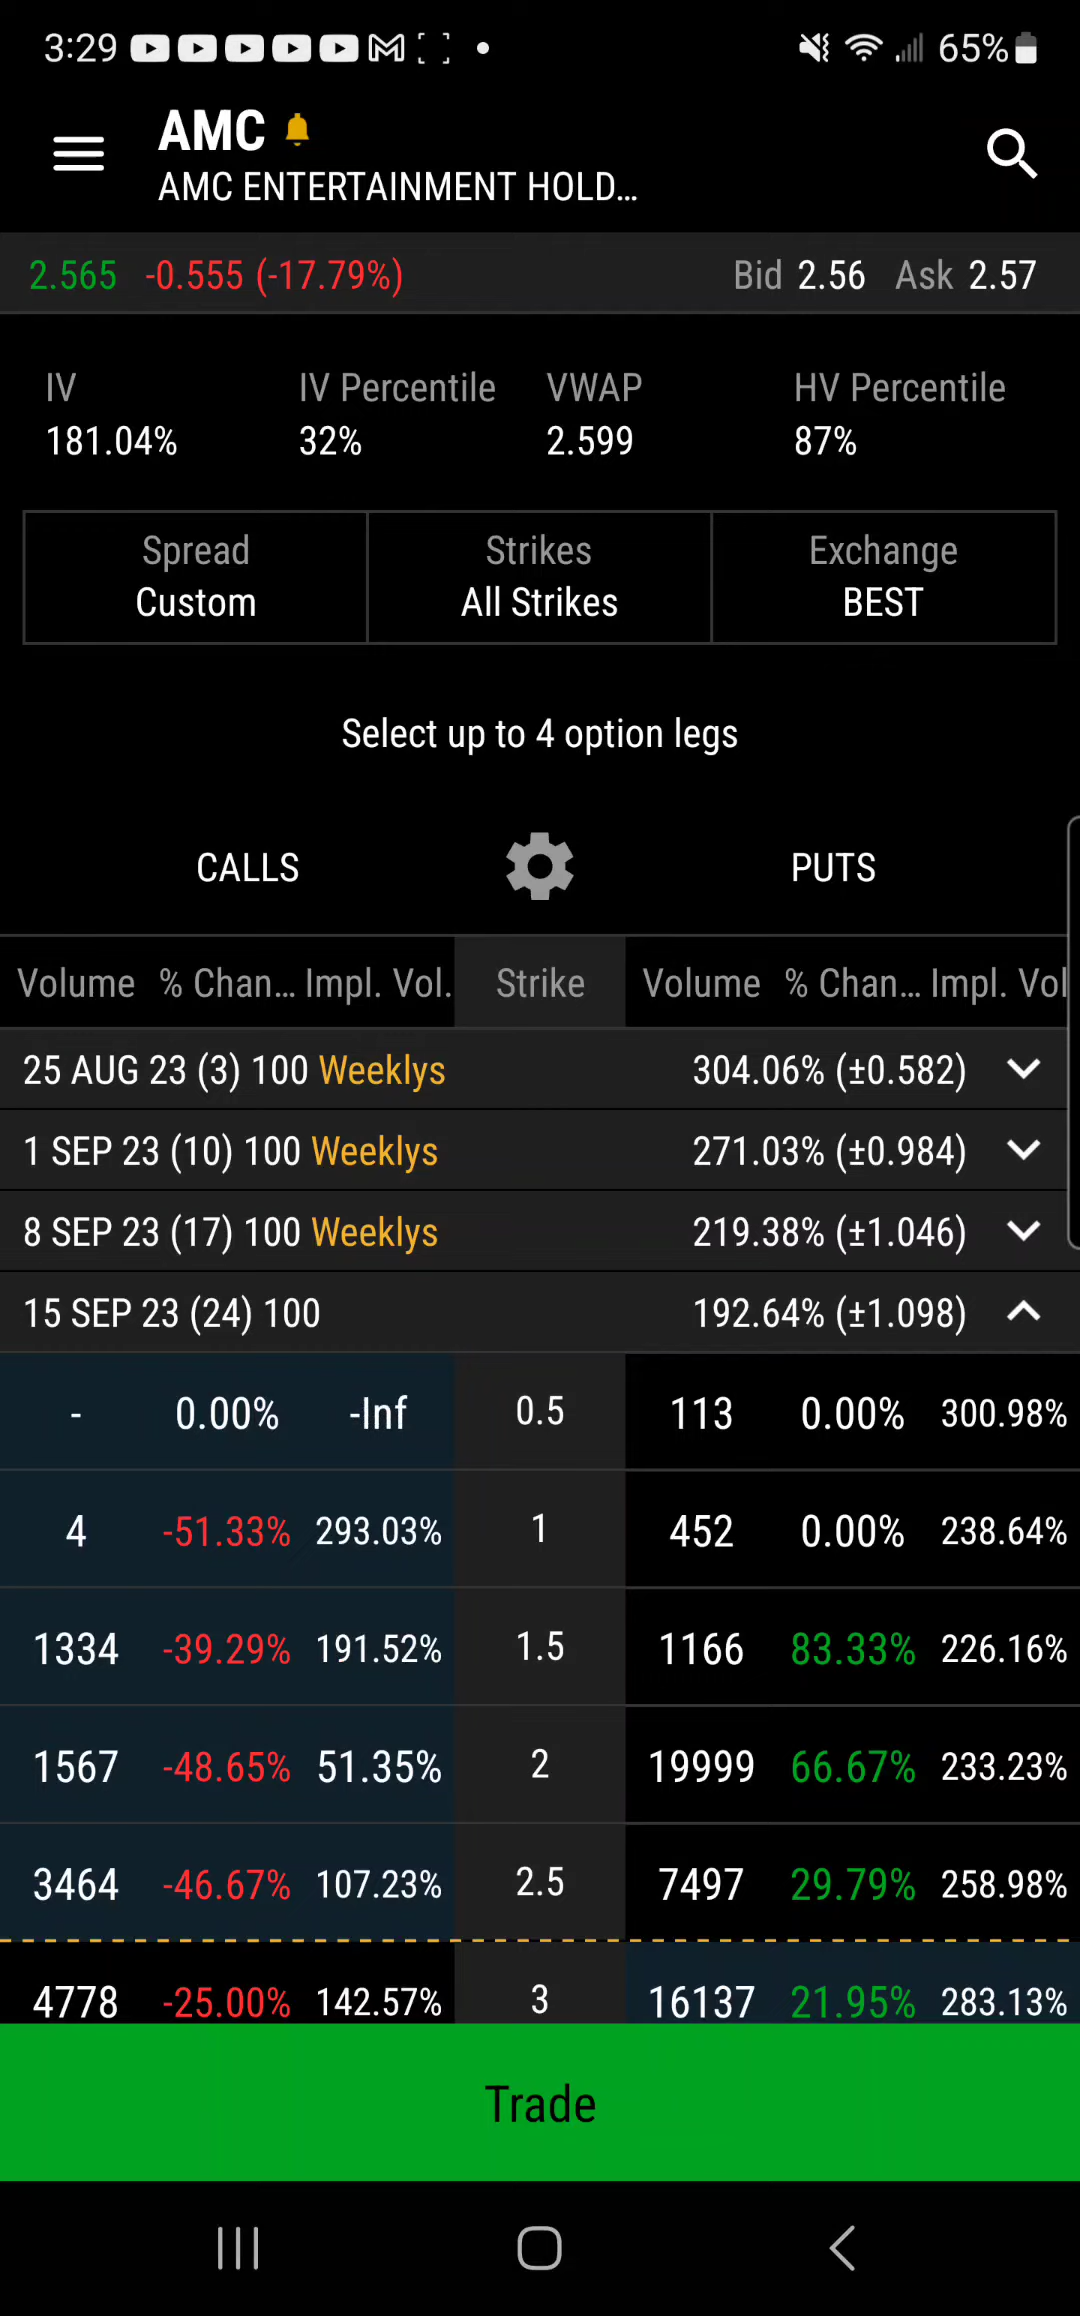 3:29 65%
AMC
AMC ENTERTAINMENT HOLD...
2.565 -0.555 (-17.79%) Bid 2.56 Ask 2.57
IV IV Percentile VWAP HV Percentile
181.04% 32% 2.599 87%
Spread Strikes Exchange
Custom All Strikes BEST
Select up to 4 option legs
CALLS PUTS
Volume % Chan... Impl. Vol. Strike Volume % Chan... Impl. Vol
25 AUG 23 (3) 100 Weeklys 304.06% (±0.582)
1 SEP 23 (10) 100 Weeklys 271.03% (±0.984)
8 SEP 23 (17) 100 Weeklys 219.38% (±1.046)
15 SEP 23 (24) 100 192.64% (±1.098)
- 0.00% -Inf 0.5 113 0.00% 300.98%
4 -51.33% 293.03% 1 452 0.00% 238.64%
1334 -39.29% 191.52% 1.5 1166 83.33% 226.16%
1567 -48.65% 51.35% 2 19999 66.67% 233.23%
3464 -46.67% 107.23% 2.5 7497 29.79% 258.98%
4778 -25.00% 142.57% 3 16137 21.95% 283.13%
Trade